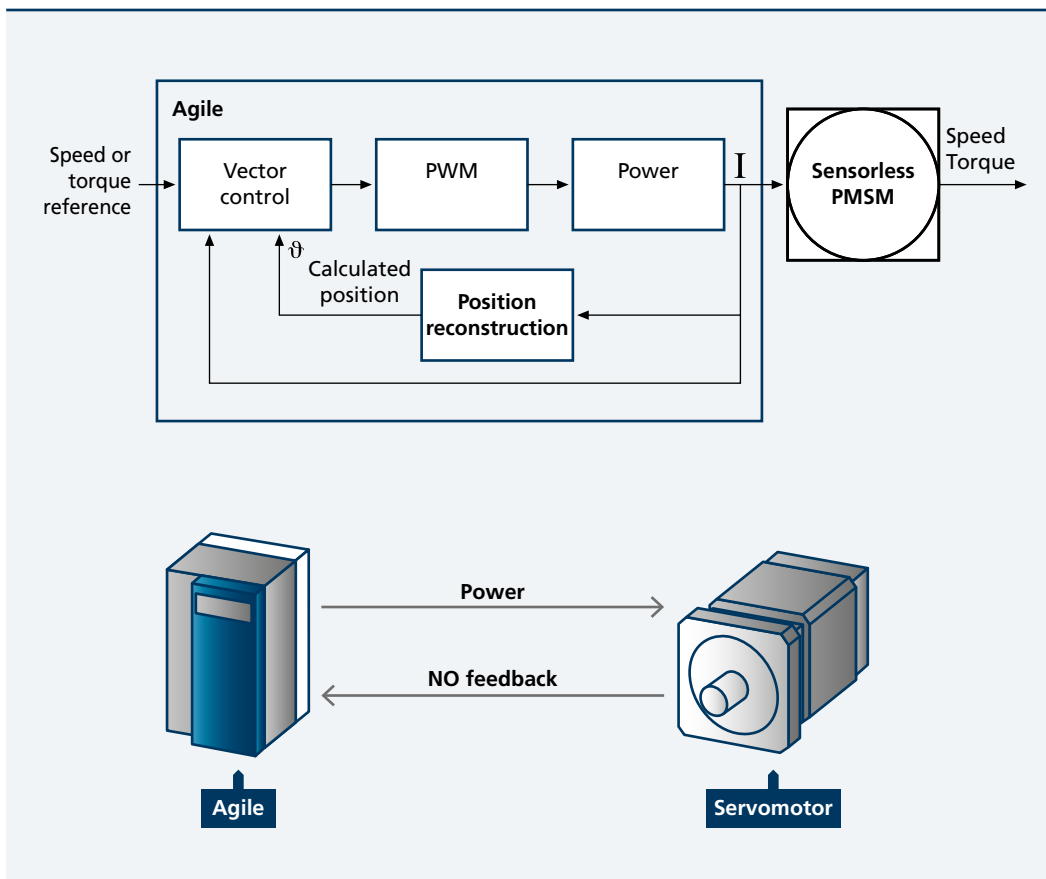 Agile
Speed or
torque
reference
Vector
control
PWM
Power
I
Sensorless
PMSM
Speed
Torque
ϑ
Calculated
position
Position
reconstruction
Power
NO feedback
Agile
Servomotor